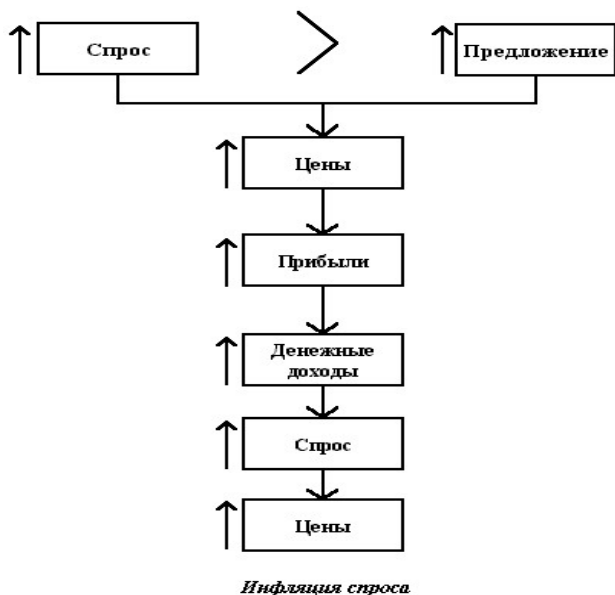 Спрос
Предложение
Цены
Прибыли
Денежные
доходы
Спрос
Цены
Инфляция спроса